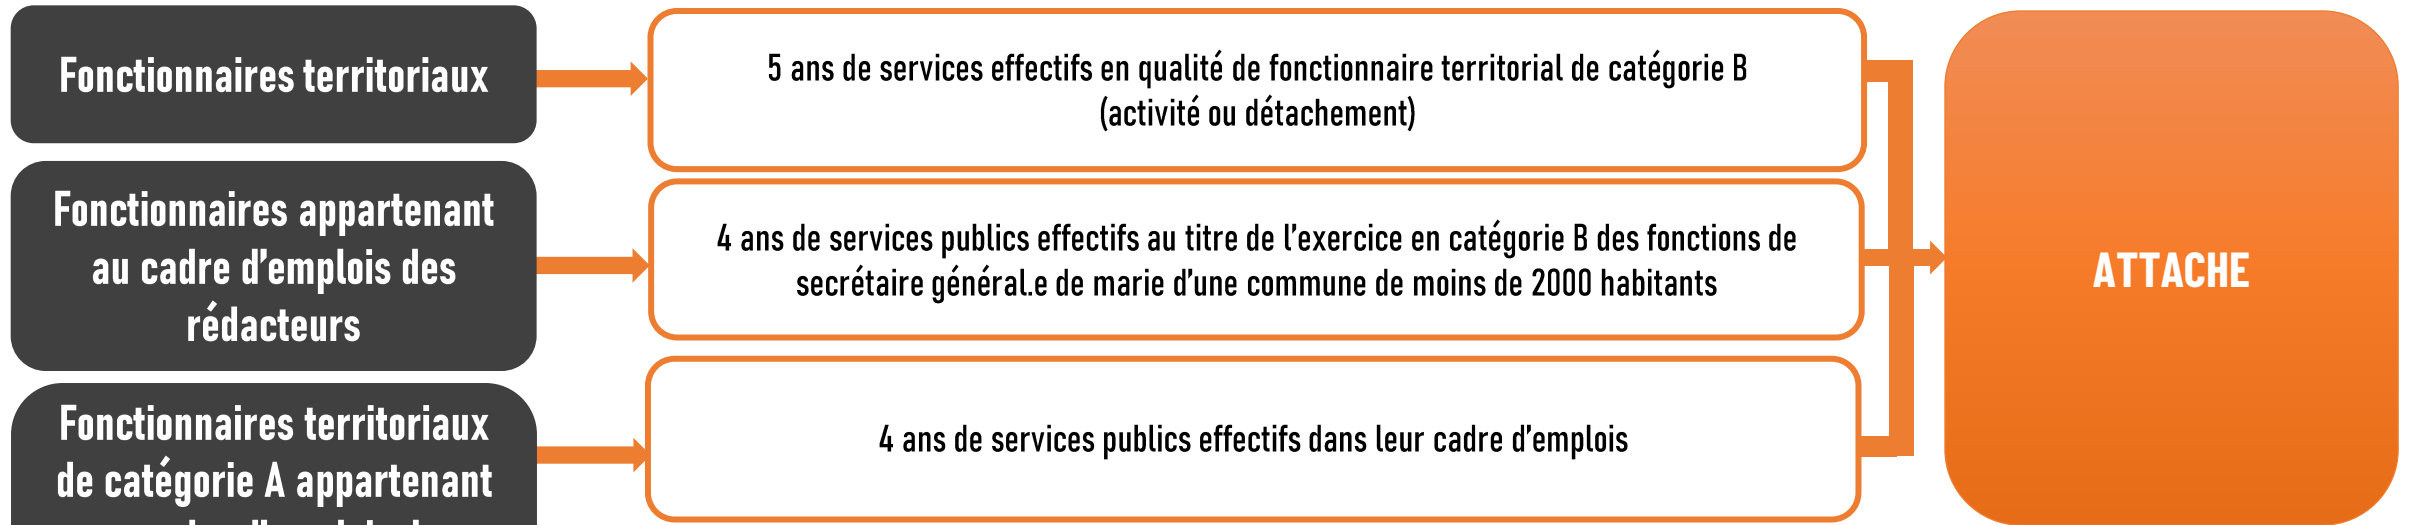 Fonctionnaires territoriaux
5 ans de services effectifs en qualité de fonctionnaire territorial de catégorie B
(activité ou détachement)
Fonctionnaires appartenant
au cadre d'emplois des
rédacteurs
4 ans de services publics effectifs au titre de l'exercice en catégorie B des fonctions de
secrétaire général.e de marie d'une commune de moins de 2000 habitants
Fonctionnaires territoriaux
de catégorie A appartenant
4 ans de services publics effectifs dans leur cadre d'emplois
ATTACHE